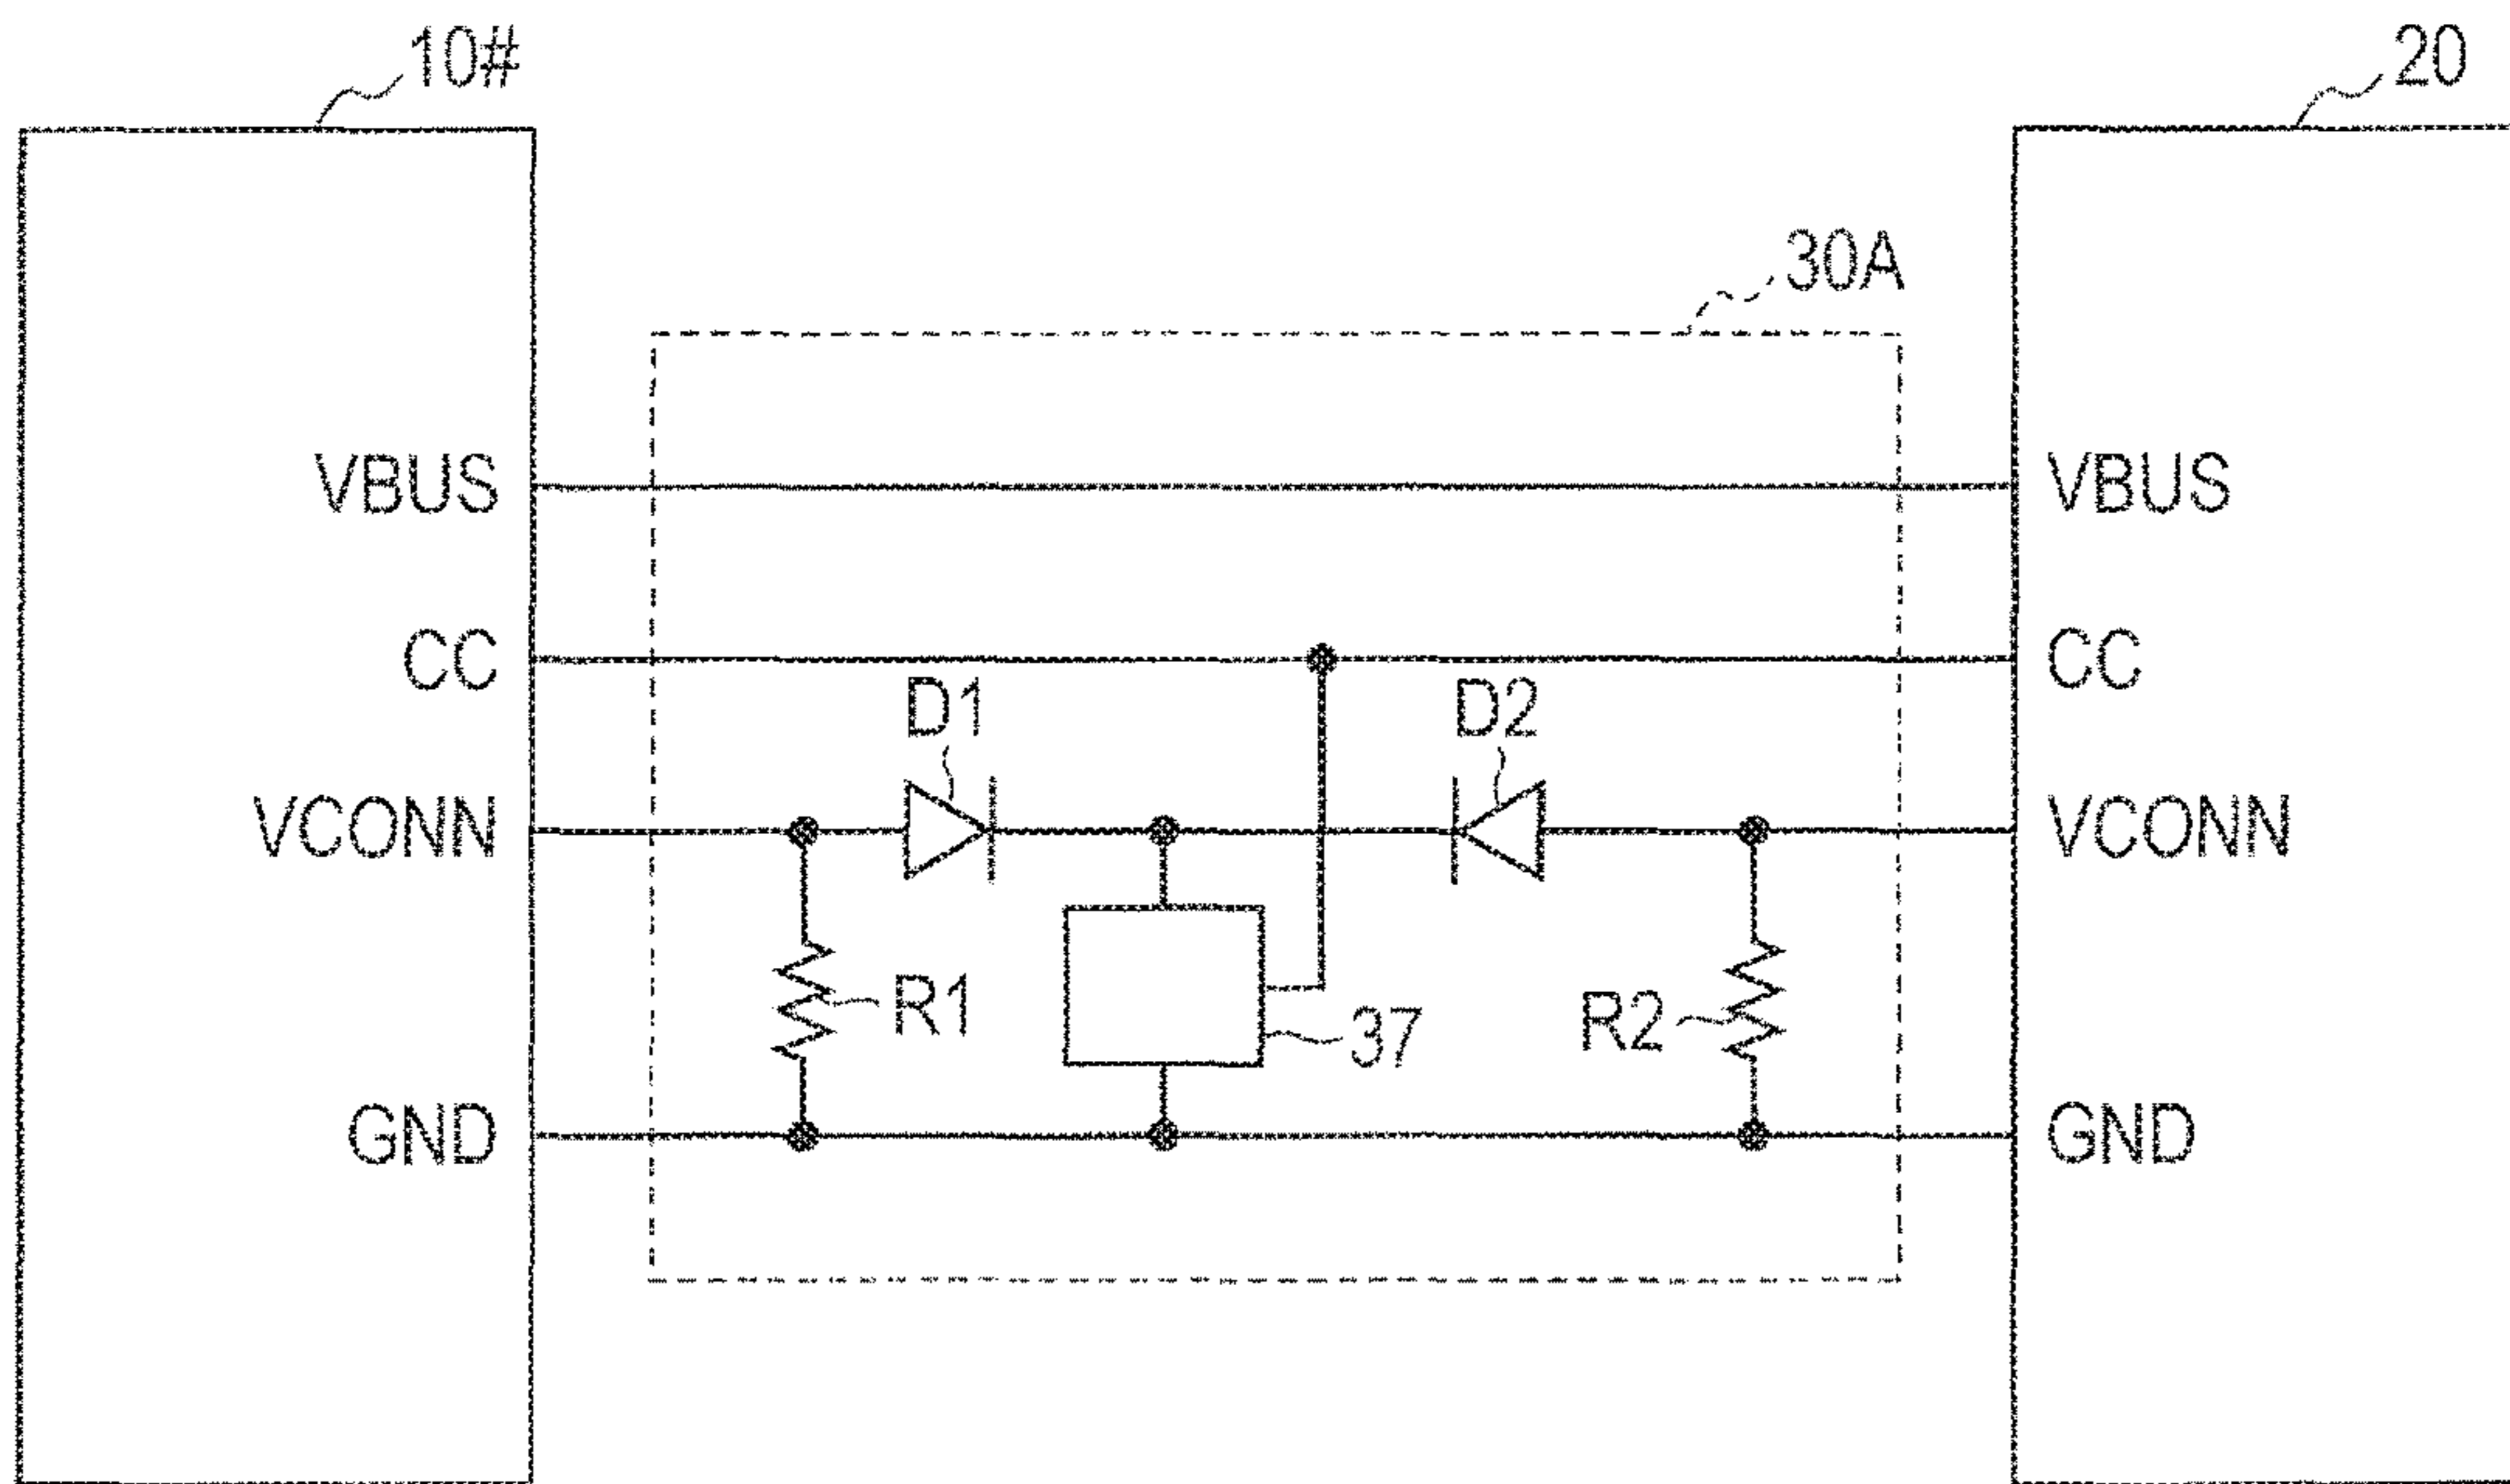 10#
20
30A
VBUS
VBUS
CC
CC
D1
D2
VCONN
VCONN
R1
37
R2
GND
GND